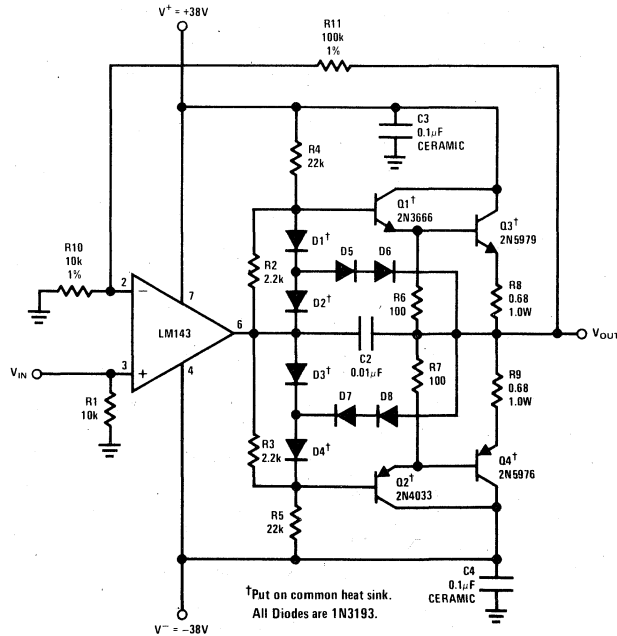 V+ = +38V
R11
100k
1%
C3
0.1μF
CERAMIC
R4
22k
Q1†
2N3666
Q3†
2N5979
D1†
D5 D6
R10
10k
1%
R2
2.2k
R8
0.68
1.0W
R6
100
2
7
D2†
LM143
6
VOUT
VIN
3
4
C2
0.01μF
D3†
R7
100
R9
0.68
1.0W
R1
10k
D7 D8
R3
2.2k
D4†
Q4†
2N5976
Q2†
2N4033
R5
22k
†Put on common heat sink.
All Diodes are 1N3193.
C4
0.1μF
CERAMIC
V− = −38V